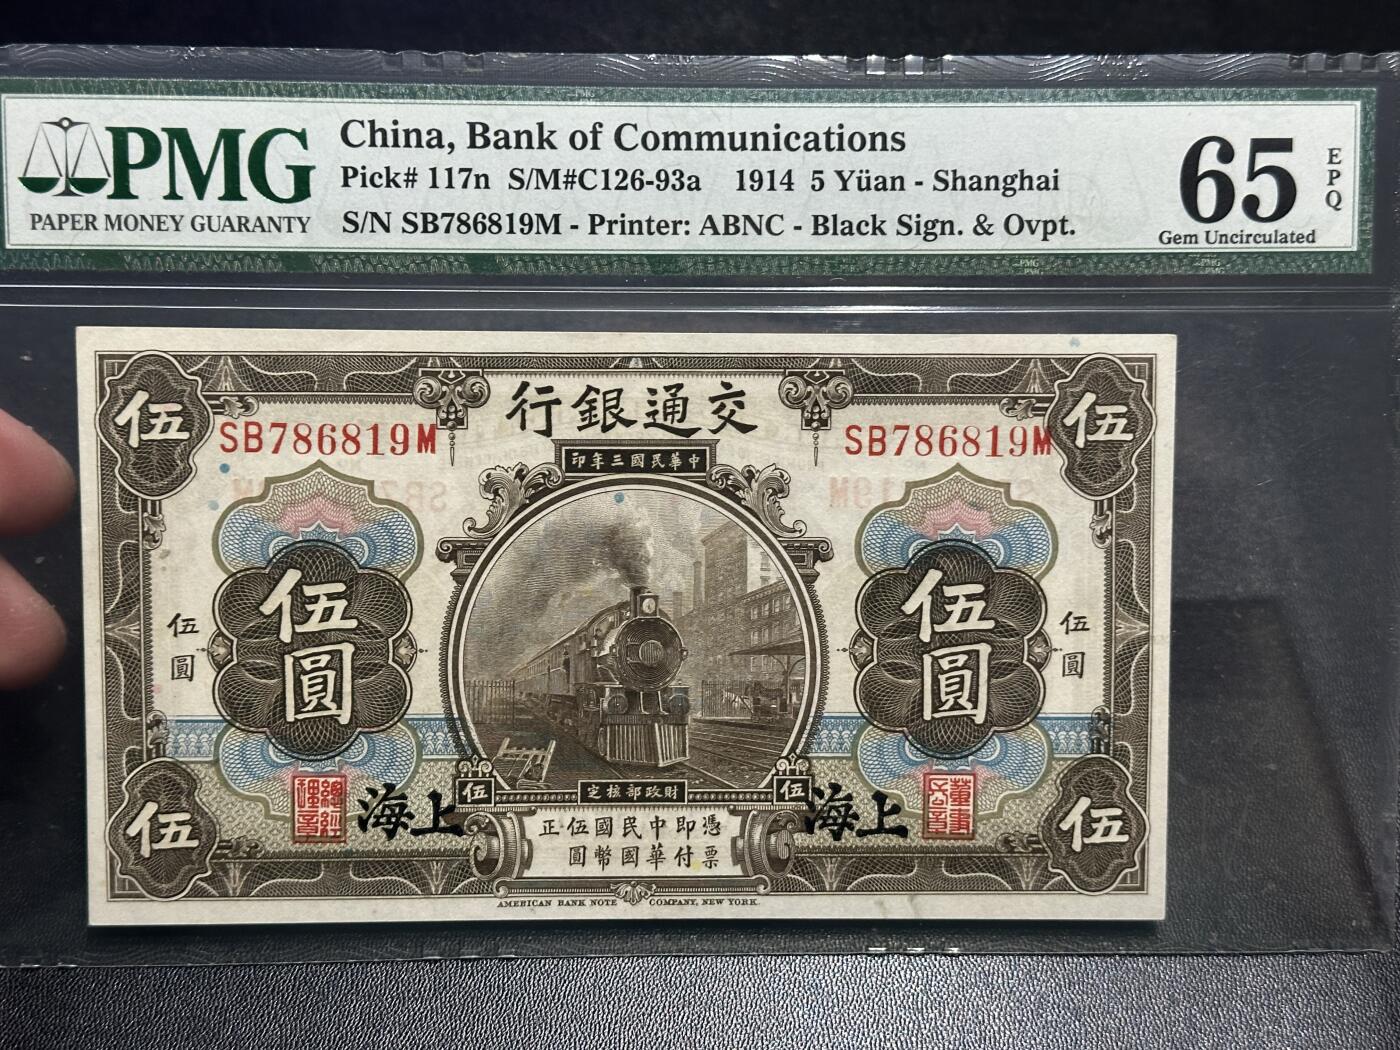 PMG
PAPER MONEY GUARANTY
China, Bank of Communications
Pick# 117n S/M#C126-93a 1914 5 Yüan - Shanghai
S/N SB786819M - Printer: ABNC - Black Sign. & Ovpt.
65
EPQ
Gem Uncirculated
行銀通交
伍
伍
SB786819M
SB786819M
印年三國民華中
伍圓
伍圓
伍圓
伍圓
海上
海上
伍
伍
定核部政財
正伍國民中即憑
圓幣國華付票
伍
伍
AMERICAN BANK NOTE COMPANY, NEW YORK.